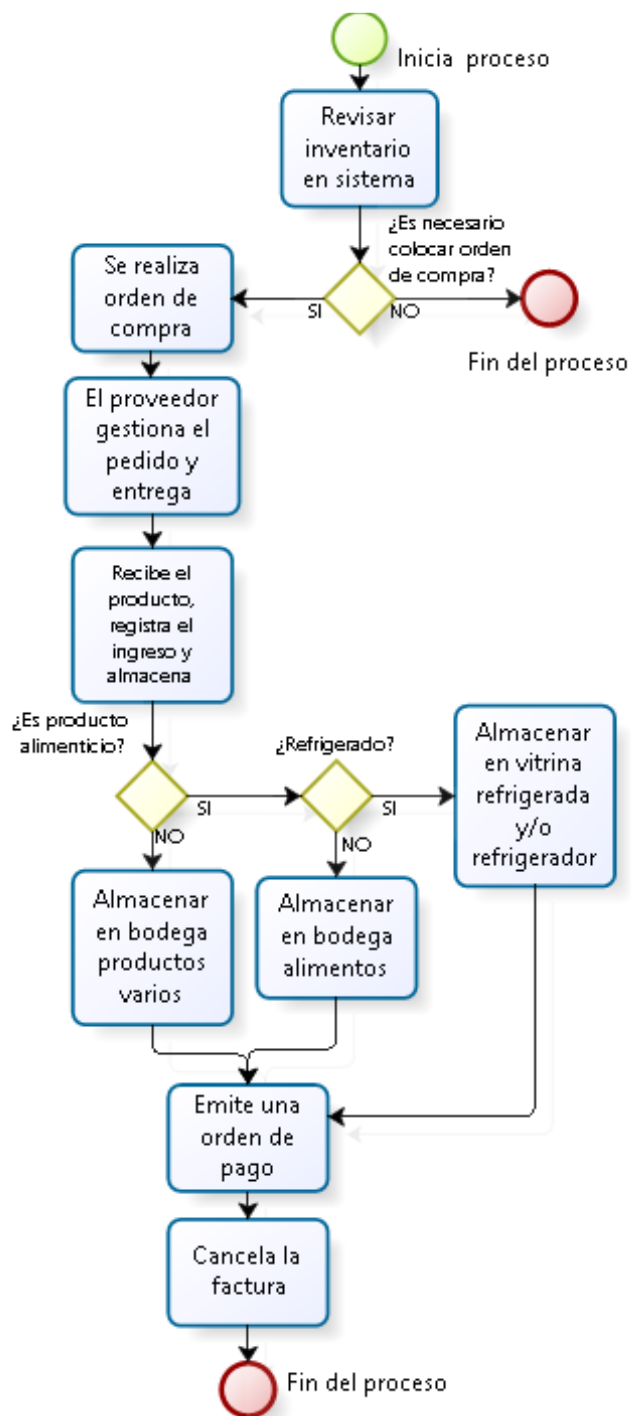 Inicia proceso
Revisar
inventario
en sistema
¿Es necesario
colocar orden
de compra?
SI
NO
Fin del proceso
Se realiza
orden de
compra
El proveedor
gestiona el
pedido y
entrega
Recibe el
producto,
registra el
ingreso y
almacena
¿Es producto
alimenticio?
SI
NO
¿Refrigerado?
SI
NO
Almacenar
en vitrina
refrigerada
y/o
refrigerador
Almacenar
en bodega
productos
varios
Almacenar
en bodega
alimentos
Emite una
orden de
pago
Cancela la
factura
Fin del proceso